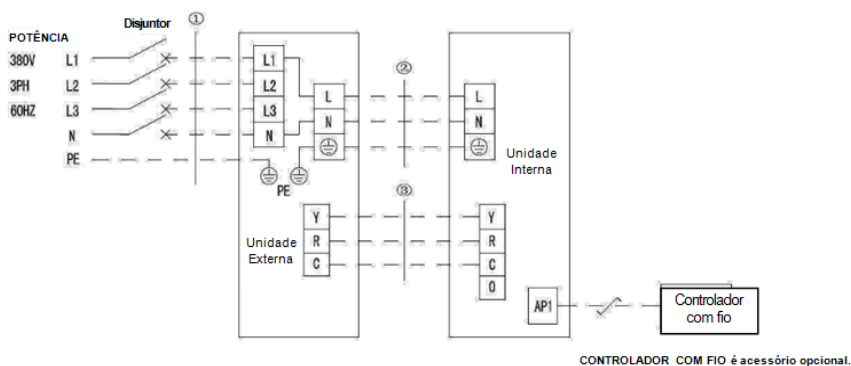 ①
Disjuntor
POTÊNCIA
380V L1
3PH L2
60HZ L3
N
PE
L1
L2
L3
N
L
N
PE
②
L
N
Unidade
Interna
③
Y
R
C
Unidade
Externa
Y
R
C
O
AP1
Controlador
com fio
CONTROLADOR COM FIO é acessório opcional.